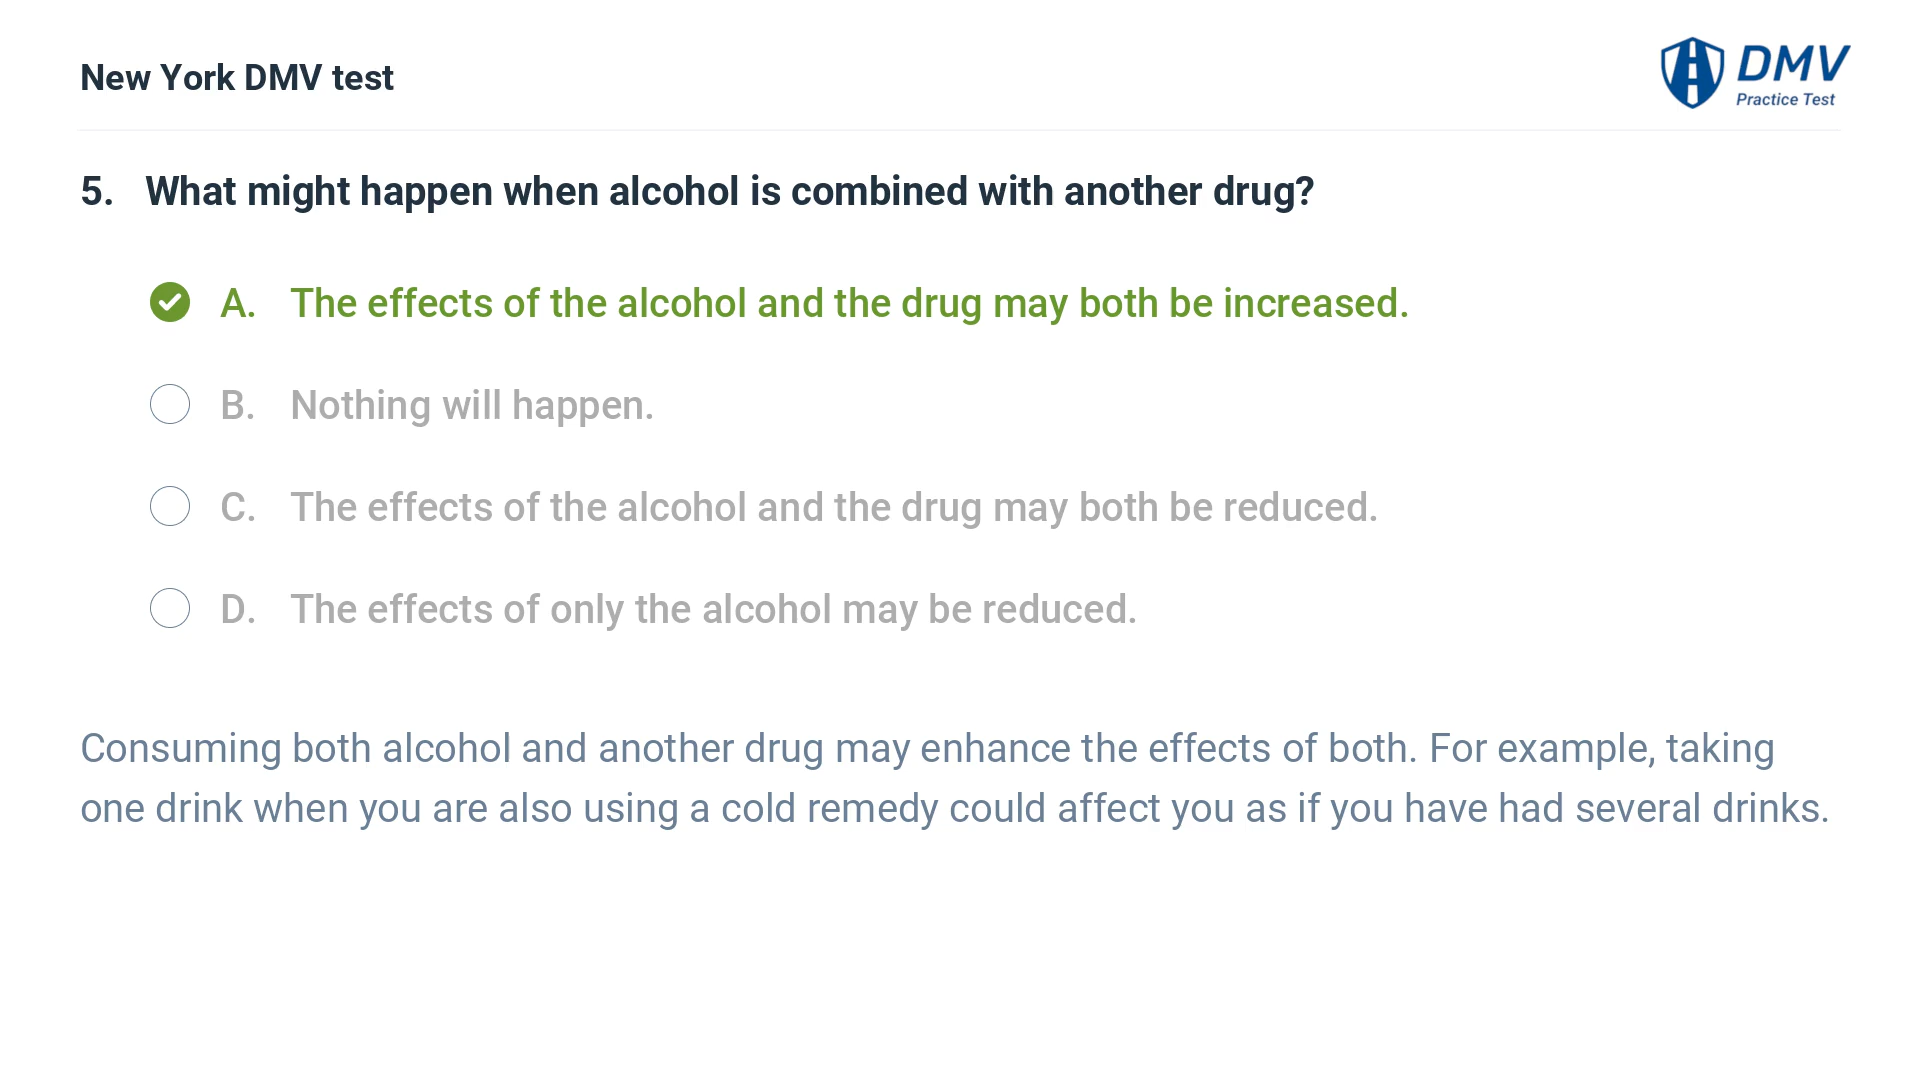 New York DMV test
DMV
Practice Test
5. What might happen when alcohol is combined with another drug?
A. The effects of the alcohol and the drug may both be increased.
B. Nothing will happen.
C. The effects of the alcohol and the drug may both be reduced.
D. The effects of only the alcohol may be reduced.
Consuming both alcohol and another drug may enhance the effects of both. For example, taking
one drink when you are also using a cold remedy could affect you as if you have had several drinks.